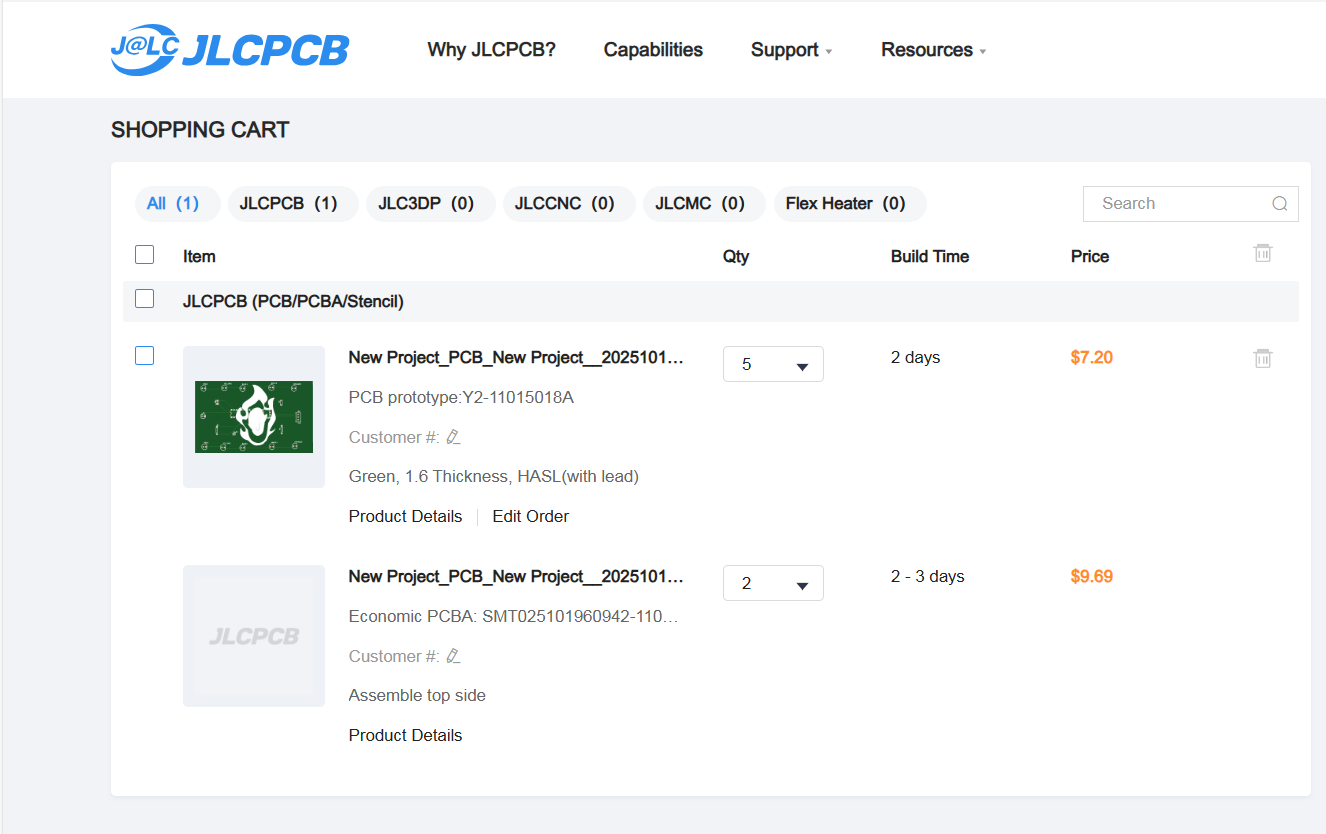 J@LC JLCPCB Why JLCPCB? Capabilities Support Resources
SHOPPING CART
All (1) JLCPCB (1) JLC3DP (0) JLCCNC (0) JLCMC (0) Flex Heater (0) Search
Item Qty Build Time Price
JLCPCB (PCB/PCBA/Stencil)
New Project_PCB_New Project__2025101... 5 2 days $7.20
PCB prototype:Y2-11015018A
Customer #:
Green, 1.6 Thickness, HASL(with lead)
Product Details Edit Order
New Project_PCB_New Project__2025101... 2 2 - 3 days $9.69
Economic PCBA: SMT025101960942-110...
JLCPCB
Customer #:
Assemble top side
Product Details